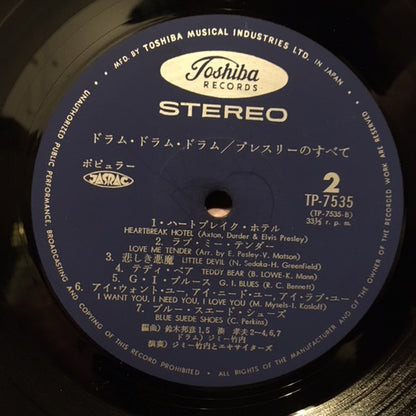 MFD. BY TOSHIBA MUSICAL INDUSTRIES LTD. IN JAPAN
Toshiba
RECORDS
STEREO
ドラム・ドラム・ドラム/プレスリーのすべて
ポピュラー
JASRAC
2
TP-7535
(TP-7535-B)
33⅓ r. p. m.
1・ハートブレイク・ホテル
HEARTBREAK HOTEL (Axton, Durder & Elvis Presley)
2・ラブ・ミー・テンダー
LOVE ME TENDER (Arr. by E. Pesley-V. Matson)
3・悲しき悪魔 LITTLE DEVIL (N. Sedaka-H. Greenfield)
4・テディ・ベア TEDDY BEAR (B. LOWE-K. Mann)
5・G・I・ブルース G.I. BLUES (R. C. Bennett)
6・アイ・ウォント・ユー・アイ・ニード・ユー、アイ・ラブ・ユー
I WANT YOU, I NEED YOU, I LOVE YOU (M. Myseis-I. Kasloff)
7・ブルー・スエード・シューズ
BLUE SUEDE SHOES (C. Perkins)
編曲)鈴木邦彦1.5 湊 孝夫2-4,6,7
ドラム)ジミー竹内
演奏)ジミー竹内とエキサイターズ
UNAUTHORIZED PUBLIC PERFORMANCE, BROADCASTING AND COPYING OF THIS RECORD PROHIBITED • ALL RIGHTS OF THE MANUFACTURER AND OF THE OWNER OF THE RECORDED WORK ARE RESERVED